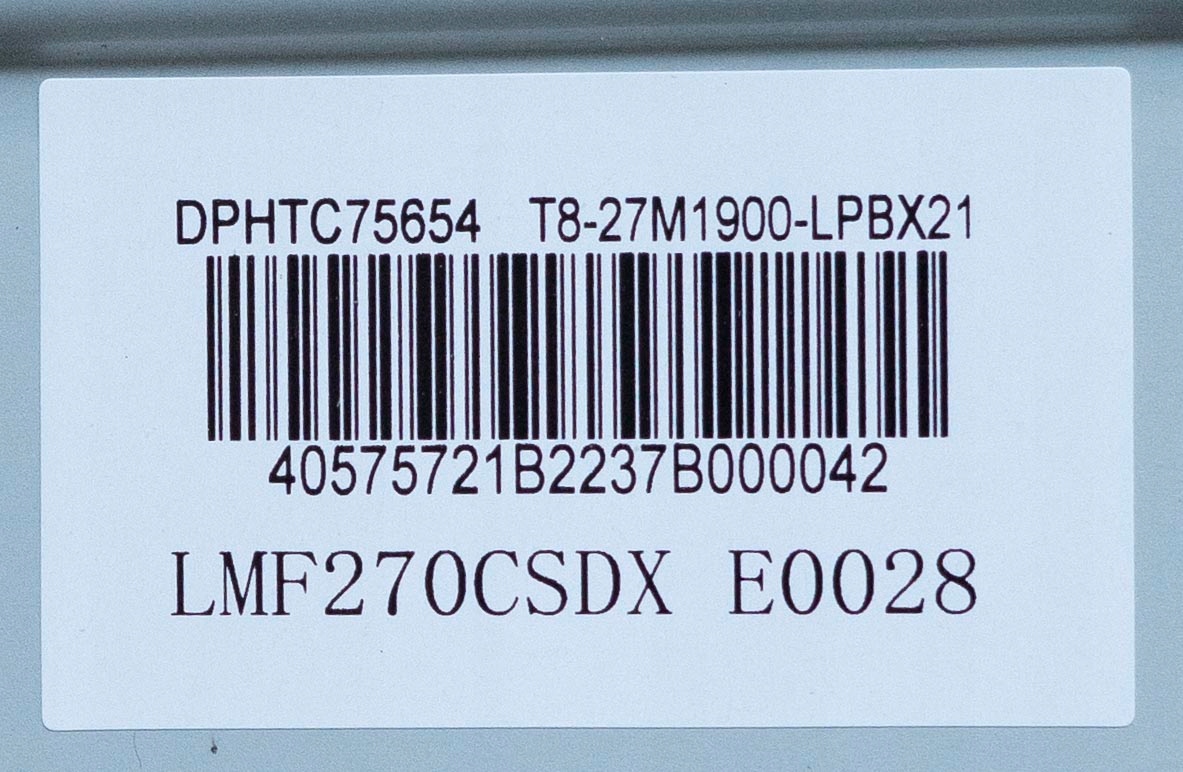 DPHTC75654 T8-27M1900-LPBX21
40575721B2237B000042
LMF270CSDX E0028